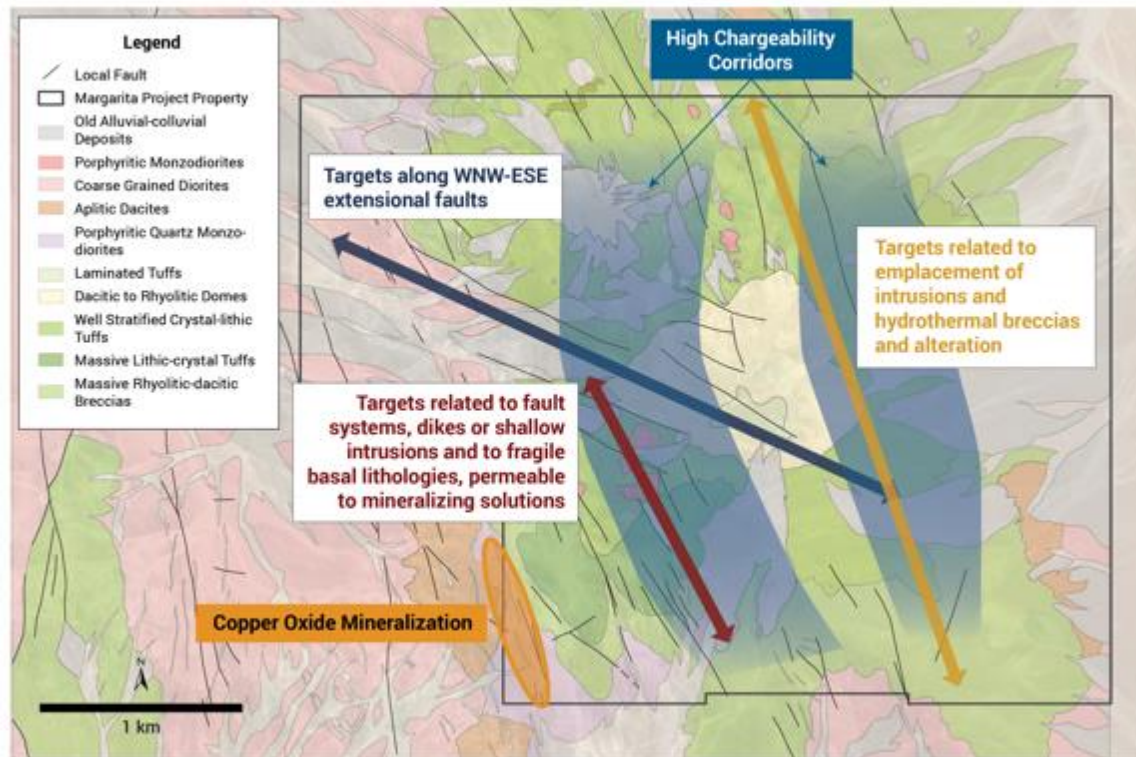 Legend
Local Fault
Margarita Project Property
Old Alluvial-colluvial
Deposits
Porphyritic Monzodiorites
Coarse Grained Diorites
Aplitic Dacites
Porphyritic Quartz Monzo-
diorites
Laminated Tuffs
Dacitic to Rhyolitic Domes
Well Stratified Crystal-lithic
Tuffs
Massive Lithic-crystal Tuffs
Massive Rhyolitic-dacitic
Breccias
High Chargeability
Corridors
Targets along WNW-ESE
extensional faults
Targets related to
emplacement of
intrusions and
hydrothermal breccias
and alteration
Targets related to fault
systems, dikes or shallow
intrusions and to fragile
basal lithologies, permeable
to mineralizing solutions
Copper Oxide Mineralization
N
1 km